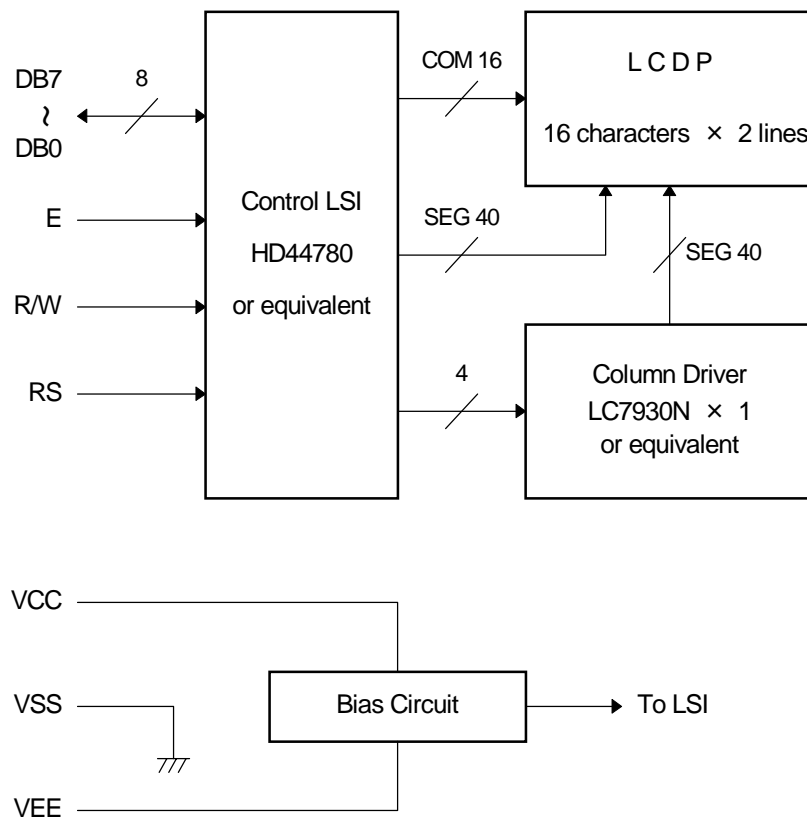 DB7
~
DB0
8
E
R/W
RS
Control LSI
HD44780
or equivalent
COM 16
SEG 40
4
L C D P
16 characters × 2 lines
SEG 40
Column Driver
LC7930N × 1
or equivalent
VCC
VSS
VEE
Bias Circuit
To LSI